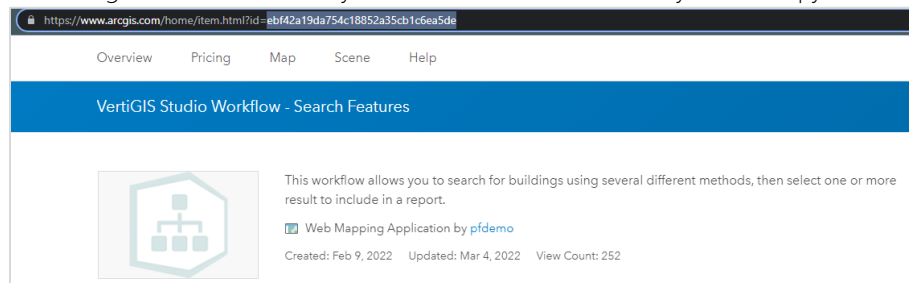 https://www.arcgis.com/home/item.html?id=ebf42a19da754c18852a35cb1c6ea5de
Overview Pricing Map Scene Help
VertiGIS Studio Workflow - Search Features
This workflow allows you to search for buildings using several different methods, then select one or more
result to include in a report.
Web Mapping Application by pfdemo
Created: Feb 9, 2022 Updated: Mar 4, 2022 View Count: 252